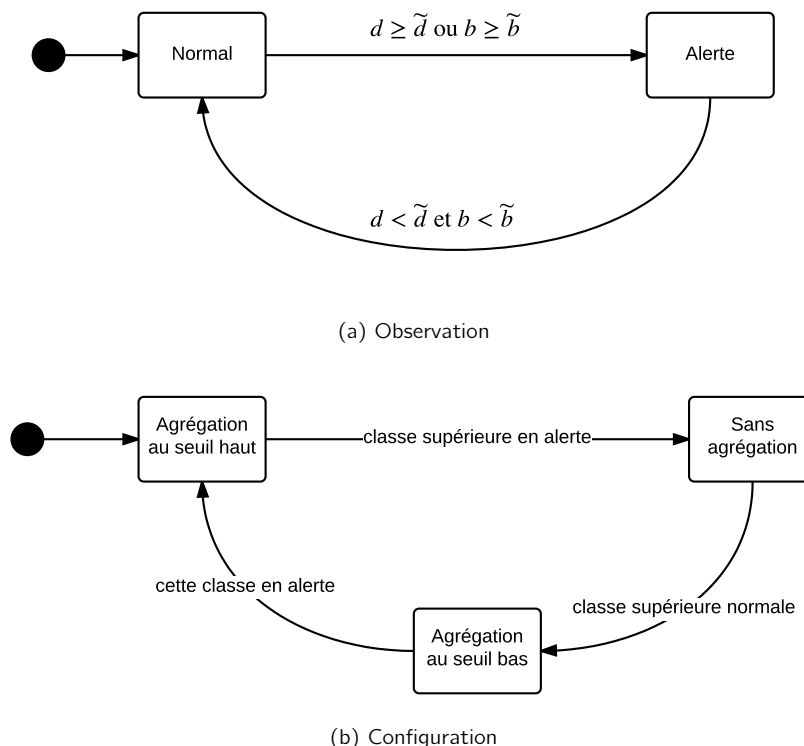 d ≥ d̃ ou b ≥ b̃
Normal
Alerte
d < d̃ et b < b̃
(a) Observation
Agrégation
au seuil haut
classe supérieure en alerte
Sans
agrégation
cette classe en alerte
classe supérieure normale
Agrégation
au seuil bas
(b) Configuration